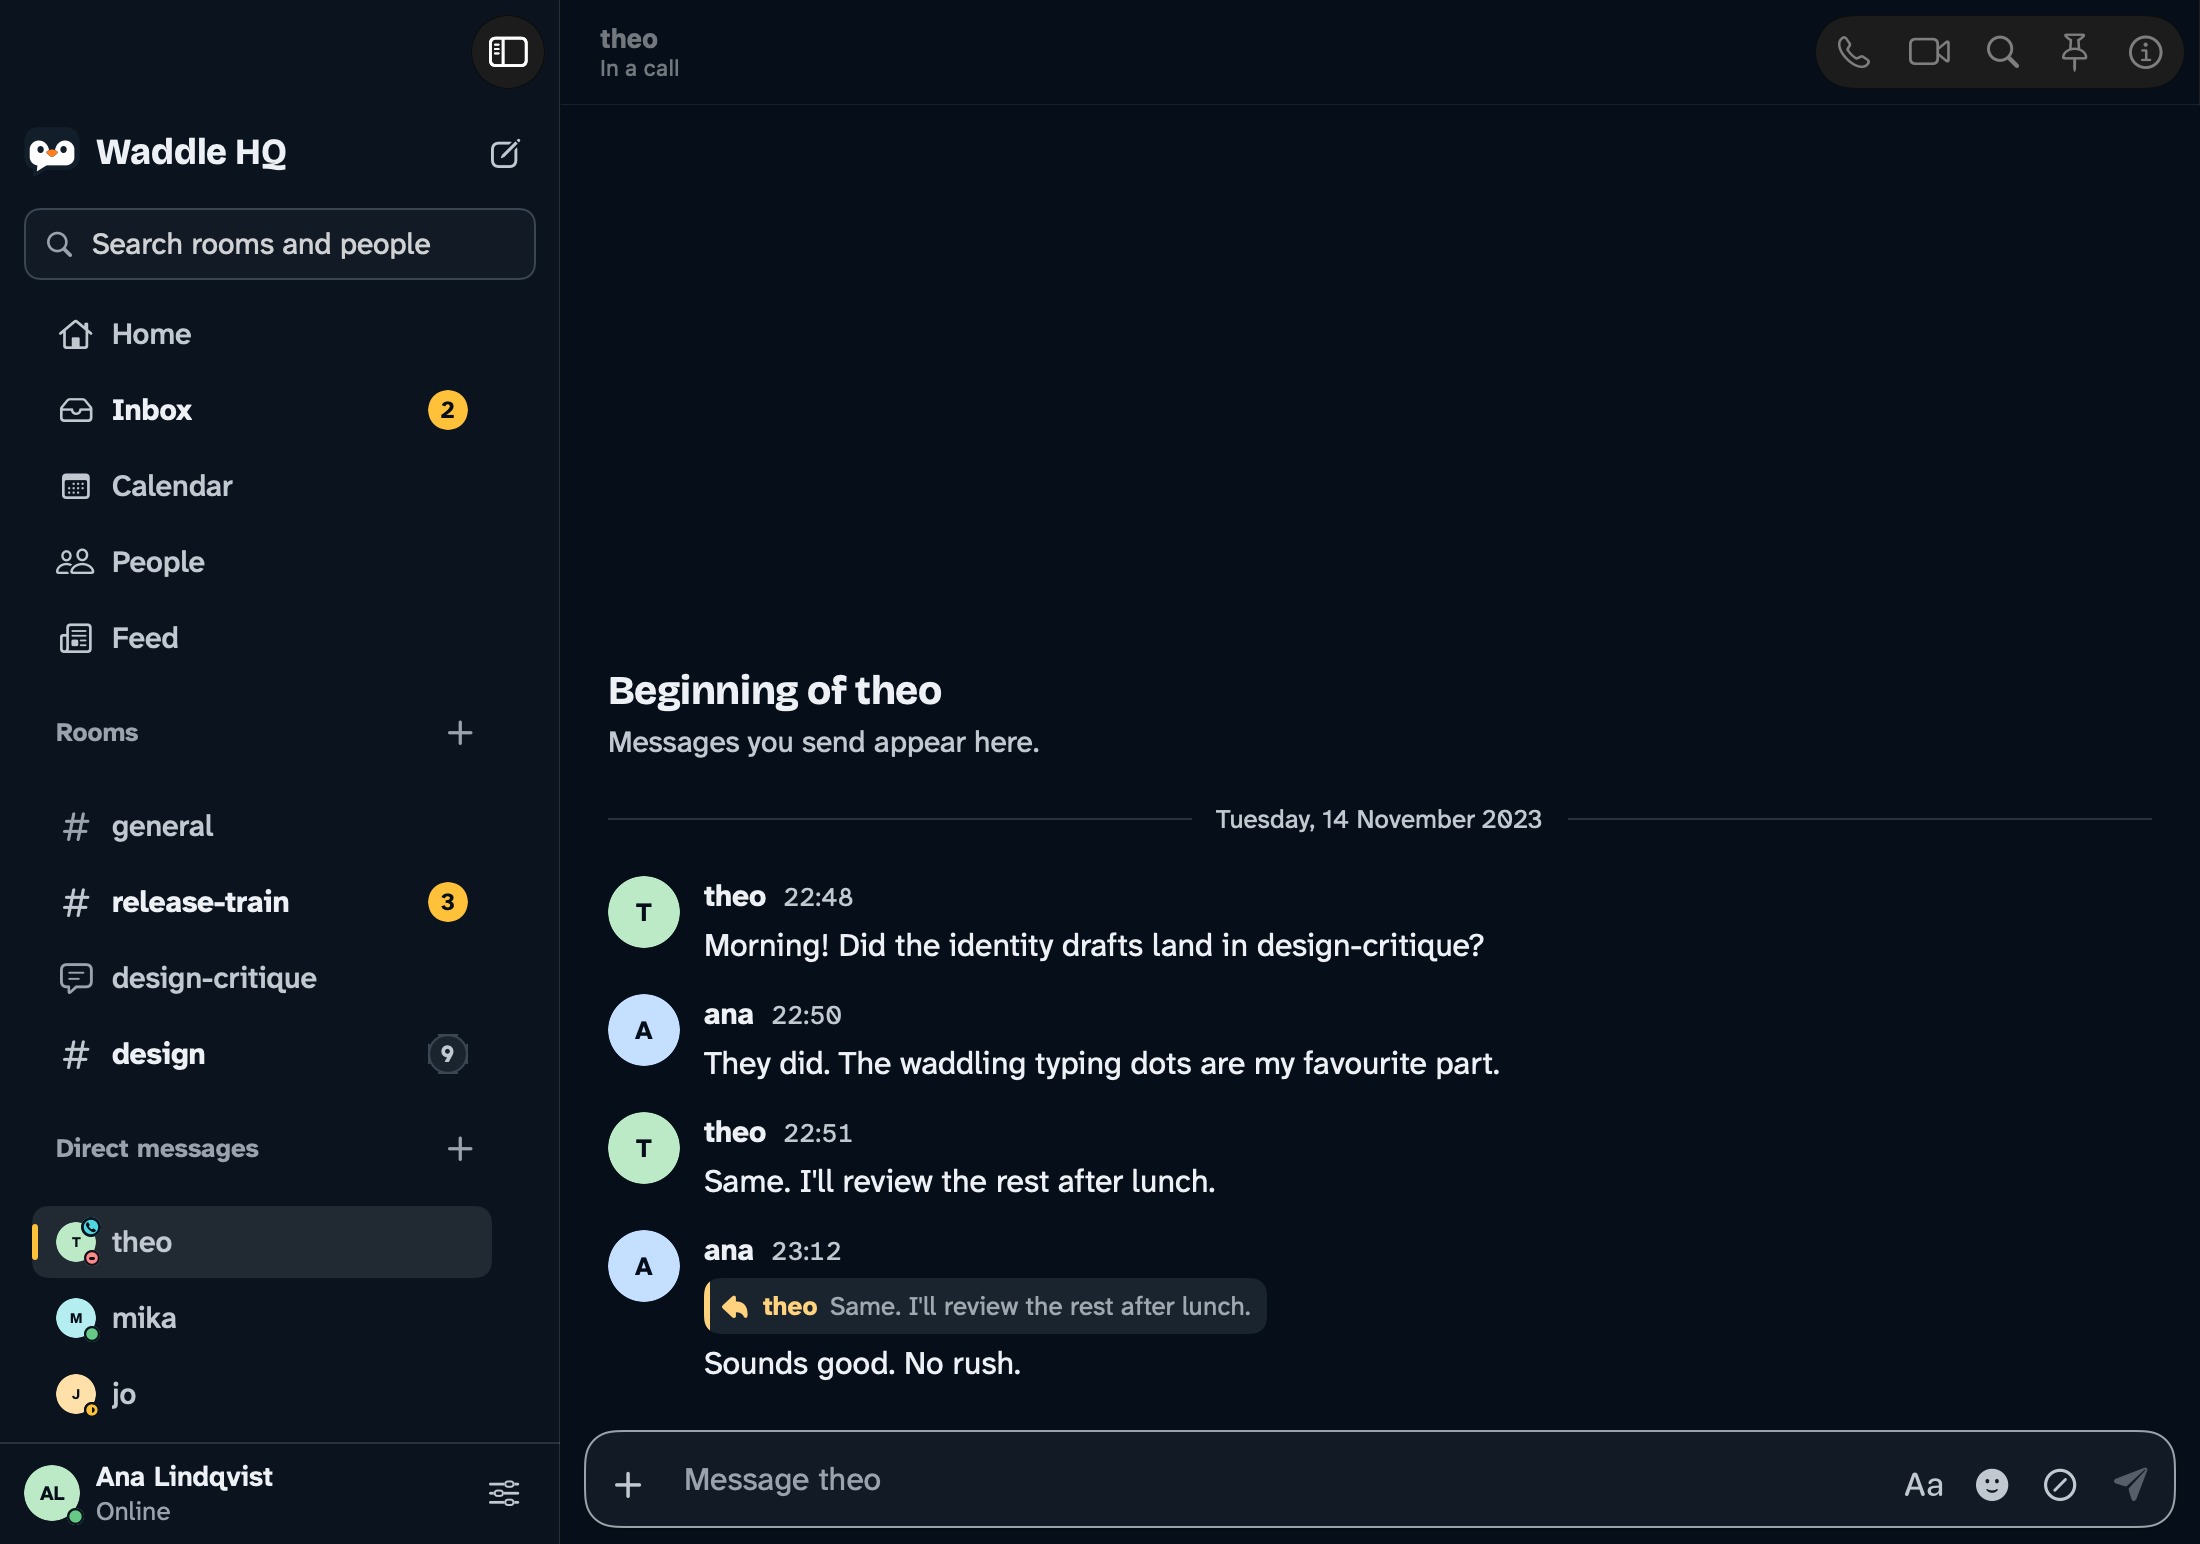 Waddle HQ
Search rooms and people
Home
Inbox 2
Calendar
People
Feed
Rooms
general
release-train 3
design-critique
design 9
Direct messages
T theo
M mika
J jo
AL Ana Lindqvist
Online
theo
In a call
Beginning of theo
Messages you send appear here.
Tuesday, 14 November 2023
T theo 22:48
Morning! Did the identity drafts land in design-critique?
A ana 22:50
They did. The waddling typing dots are my favourite part.
T theo 22:51
Same. I'll review the rest after lunch.
A ana 23:12
theo Same. I'll review the rest after lunch.
Sounds good. No rush.
Message theo
Aa